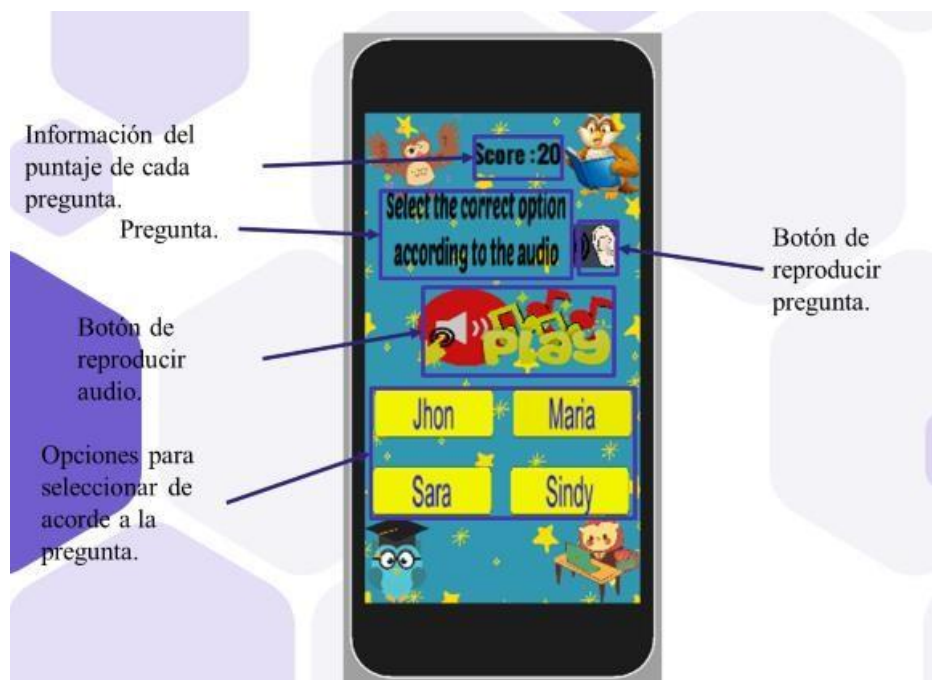 Información del
puntaje de cada
pregunta.
Pregunta.
Botón de
reproducir
audio.
Opciones para
seleccionar de
acorde a la
pregunta.
Score :20
Select the correct option
according to the audio
play
Jhon
Maria
Sara
Sindy
Botón de
reproducir
pregunta.